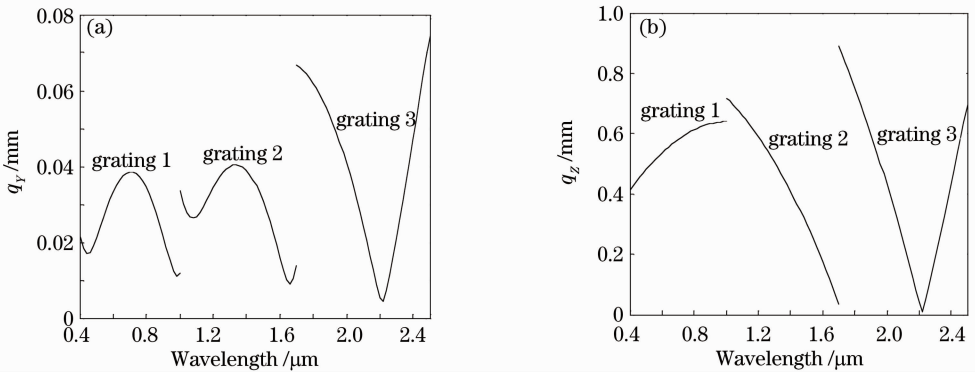 (a)
0.08
0.06
0.04
0.02
0
q_Y /mm
grating 1
grating 2
grating 3
0.4
0.8
1.2
1.6
2.0
2.4
Wavelength /μm
(b)
1.0
0.8
0.6
0.4
0.2
0
q_Z /mm
grating 1
grating 2
grating 3
0.4
0.8
1.2
1.6
2.0
2.4
Wavelength /μm